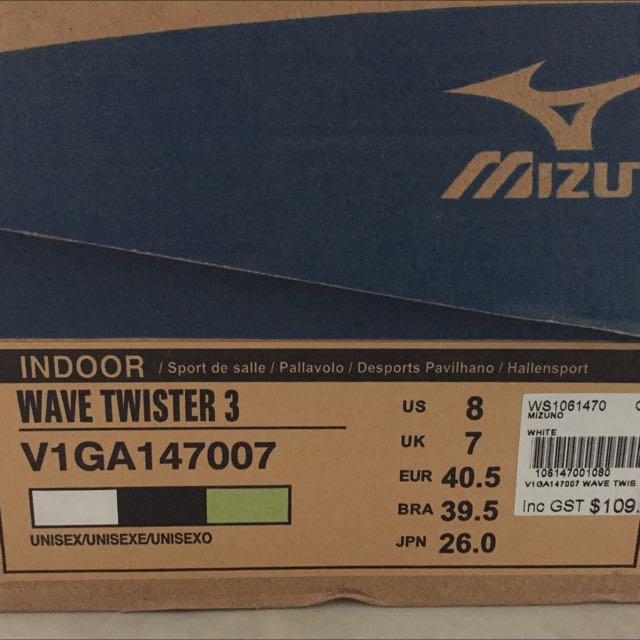 MIZU
INDOOR / Sport de salle / Pallavolo / Desports Pavilhano / Hallensport
WAVE TWISTER 3
V1GA147007
UNISEX/UNISEXE/UNISEXO
US 8
UK 7
EUR 40.5
BRA 39.5
JPN 26.0
WS1061470
MIZUNO
WHITE
106147001080
V1GA147007 WAVE TWIS
Inc GST $109.